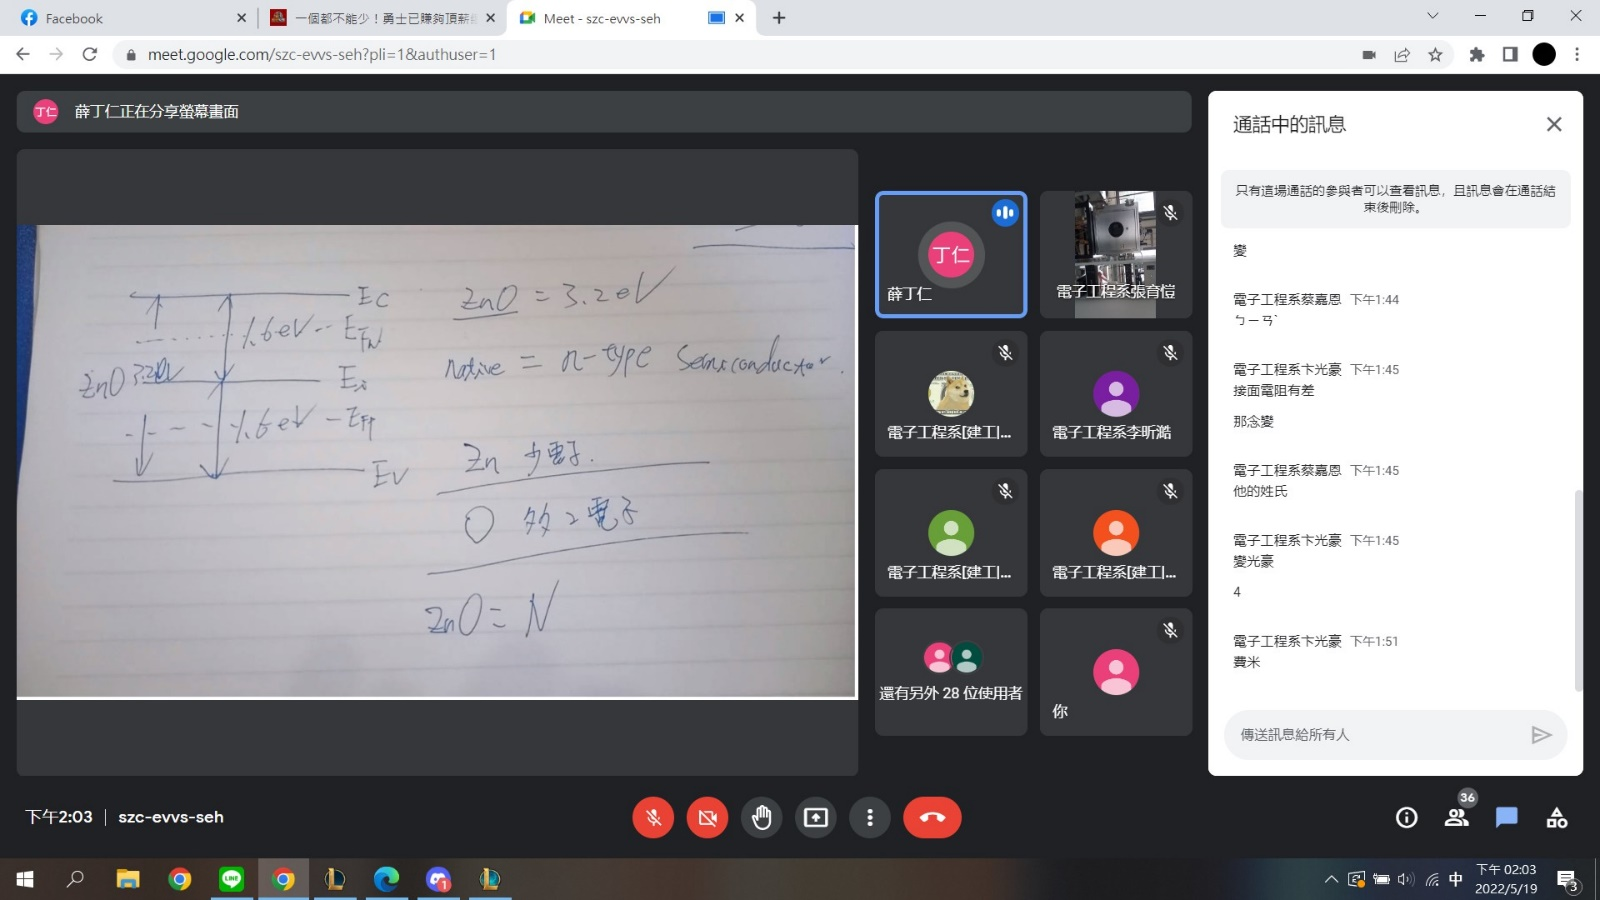 Facebook
一個都不能少！勇士已賺夠頂薪
Meet - szc-evvs-seh
meet.google.com/szc-evvs-seh?pli=1&authuser=1
丁仁
薛丁仁正在分享螢幕畫面
EC
1.6eV
EFN
ZnO
3.2eV
Ei
1.6eV
EFP
EV
ZnO = 3.2eV
native = n-type semiconductor.
Zn 少電子.
O 多2電子
ZnO = N
丁仁
薛丁仁
電子工程系張育愷
電子工程系[建工]...
電子工程系李昕澔
電子工程系[建工]...
電子工程系[建工]...
還有另外 28 位使用者
你
通話中的訊息
只有這場通話的參與者可以查看訊息，且訊息會在通話結
束後刪除。
變
電子工程系蔡嘉恩 下午1:44
ㄅㄧㄢˋ
電子工程系卞光豪 下午1:45
接面電阻有差
那念變
電子工程系蔡嘉恩 下午1:45
他的姓氏
電子工程系卞光豪 下午1:45
變光豪
4
電子工程系卞光豪 下午1:51
費米
傳送訊息給所有人
下午2:03 | szc-evvs-seh
36
LINE
1
中
下午 02:03
2022/5/19
3